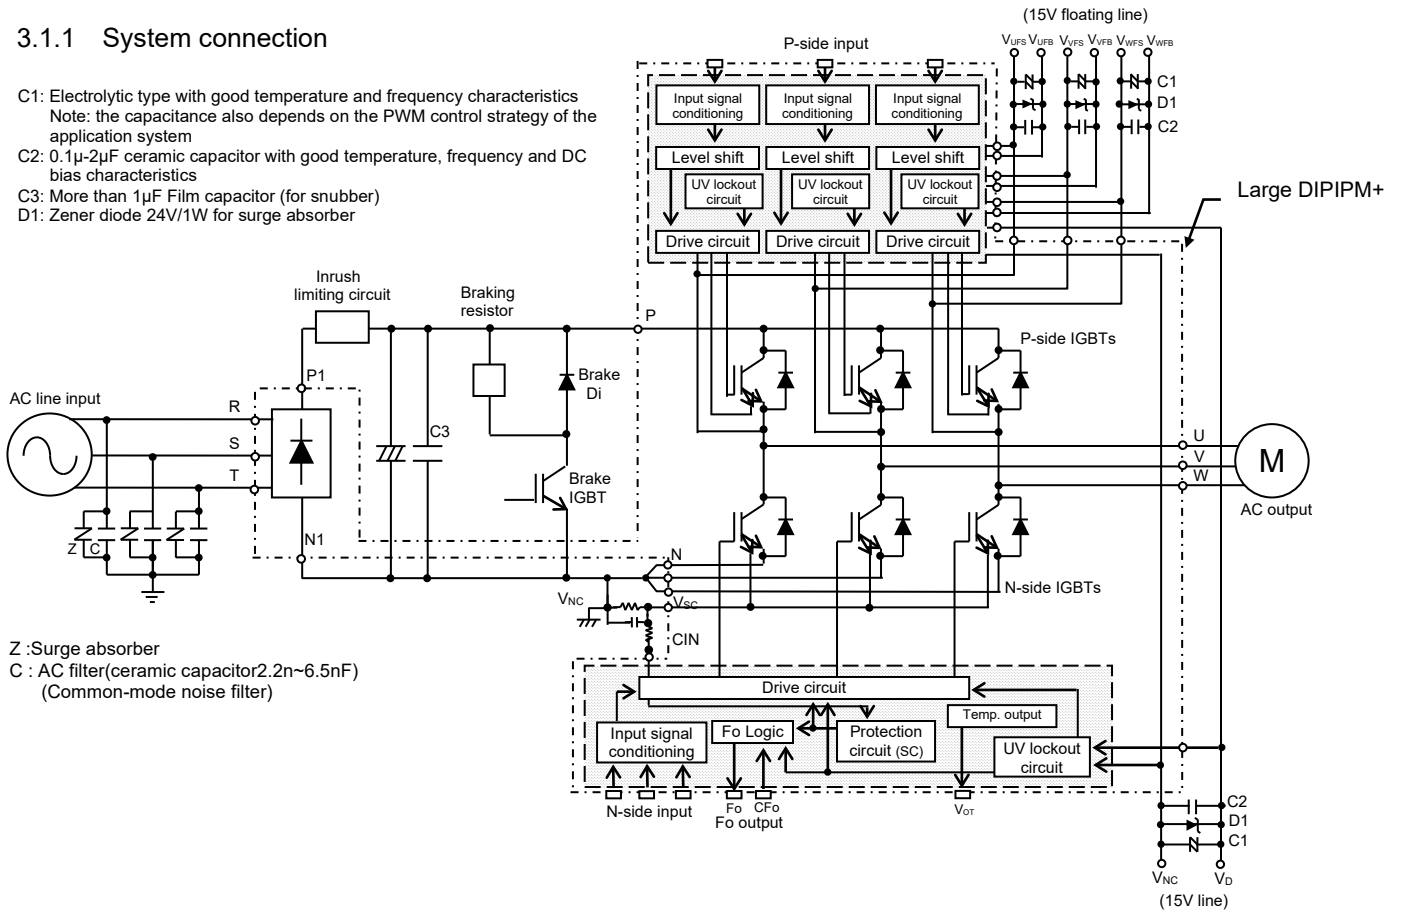 3.1.1 System connection
C1: Electrolytic type with good temperature and frequency characteristics
Note: the capacitance also depends on the PWM control strategy of the
application system
C2: 0.1μ-2μF ceramic capacitor with good temperature, frequency and DC
bias characteristics
C3: More than 1μF Film capacitor (for snubber)
D1: Zener diode 24V/1W for surge absorber
(15V floating line)
VUFS VUFB VVFS VVFB VWFS VWFB
C1
D1
C2
P-side input
Input signal
conditioning
Input signal
conditioning
Input signal
conditioning
Level shift
Level shift
Level shift
UV lockout
circuit
UV lockout
circuit
UV lockout
circuit
Drive circuit
Drive circuit
Drive circuit
Large DIPIPM+
Inrush
limiting circuit
Braking
resistor
P
P-side IGBTs
P1
Brake
Di
AC line input
R
S
T
C3
Brake
IGBT
U
V
W
M
AC output
Z
C
N1
N
N-side IGBTs
VNC
VSC
CIN
Z :Surge absorber
C : AC filter(ceramic capacitor2.2n~6.5nF)
(Common-mode noise filter)
Drive circuit
Input signal
conditioning
Fo Logic
Protection
circuit (SC)
Temp. output
UV lockout
circuit
N-side input
Fo
CFo
Fo output
VOT
C2
D1
C1
VNC
VD
(15V line)